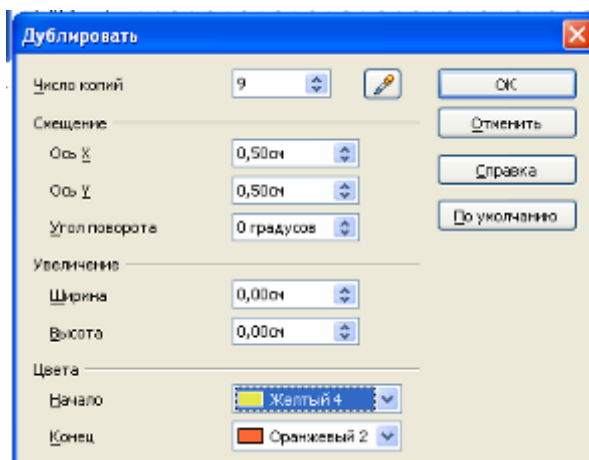 Дублировать
Число копий 9 ОК
Смещение Отменить
Ось X 0,50см
Ось Y 0,50см Справка
Угол поворота 0 градусов По умолчанию
Увеличение
Ширина 0,00см
Высота 0,00см
Цвета
Начало Желтый 4
Конец Оранжевый 2